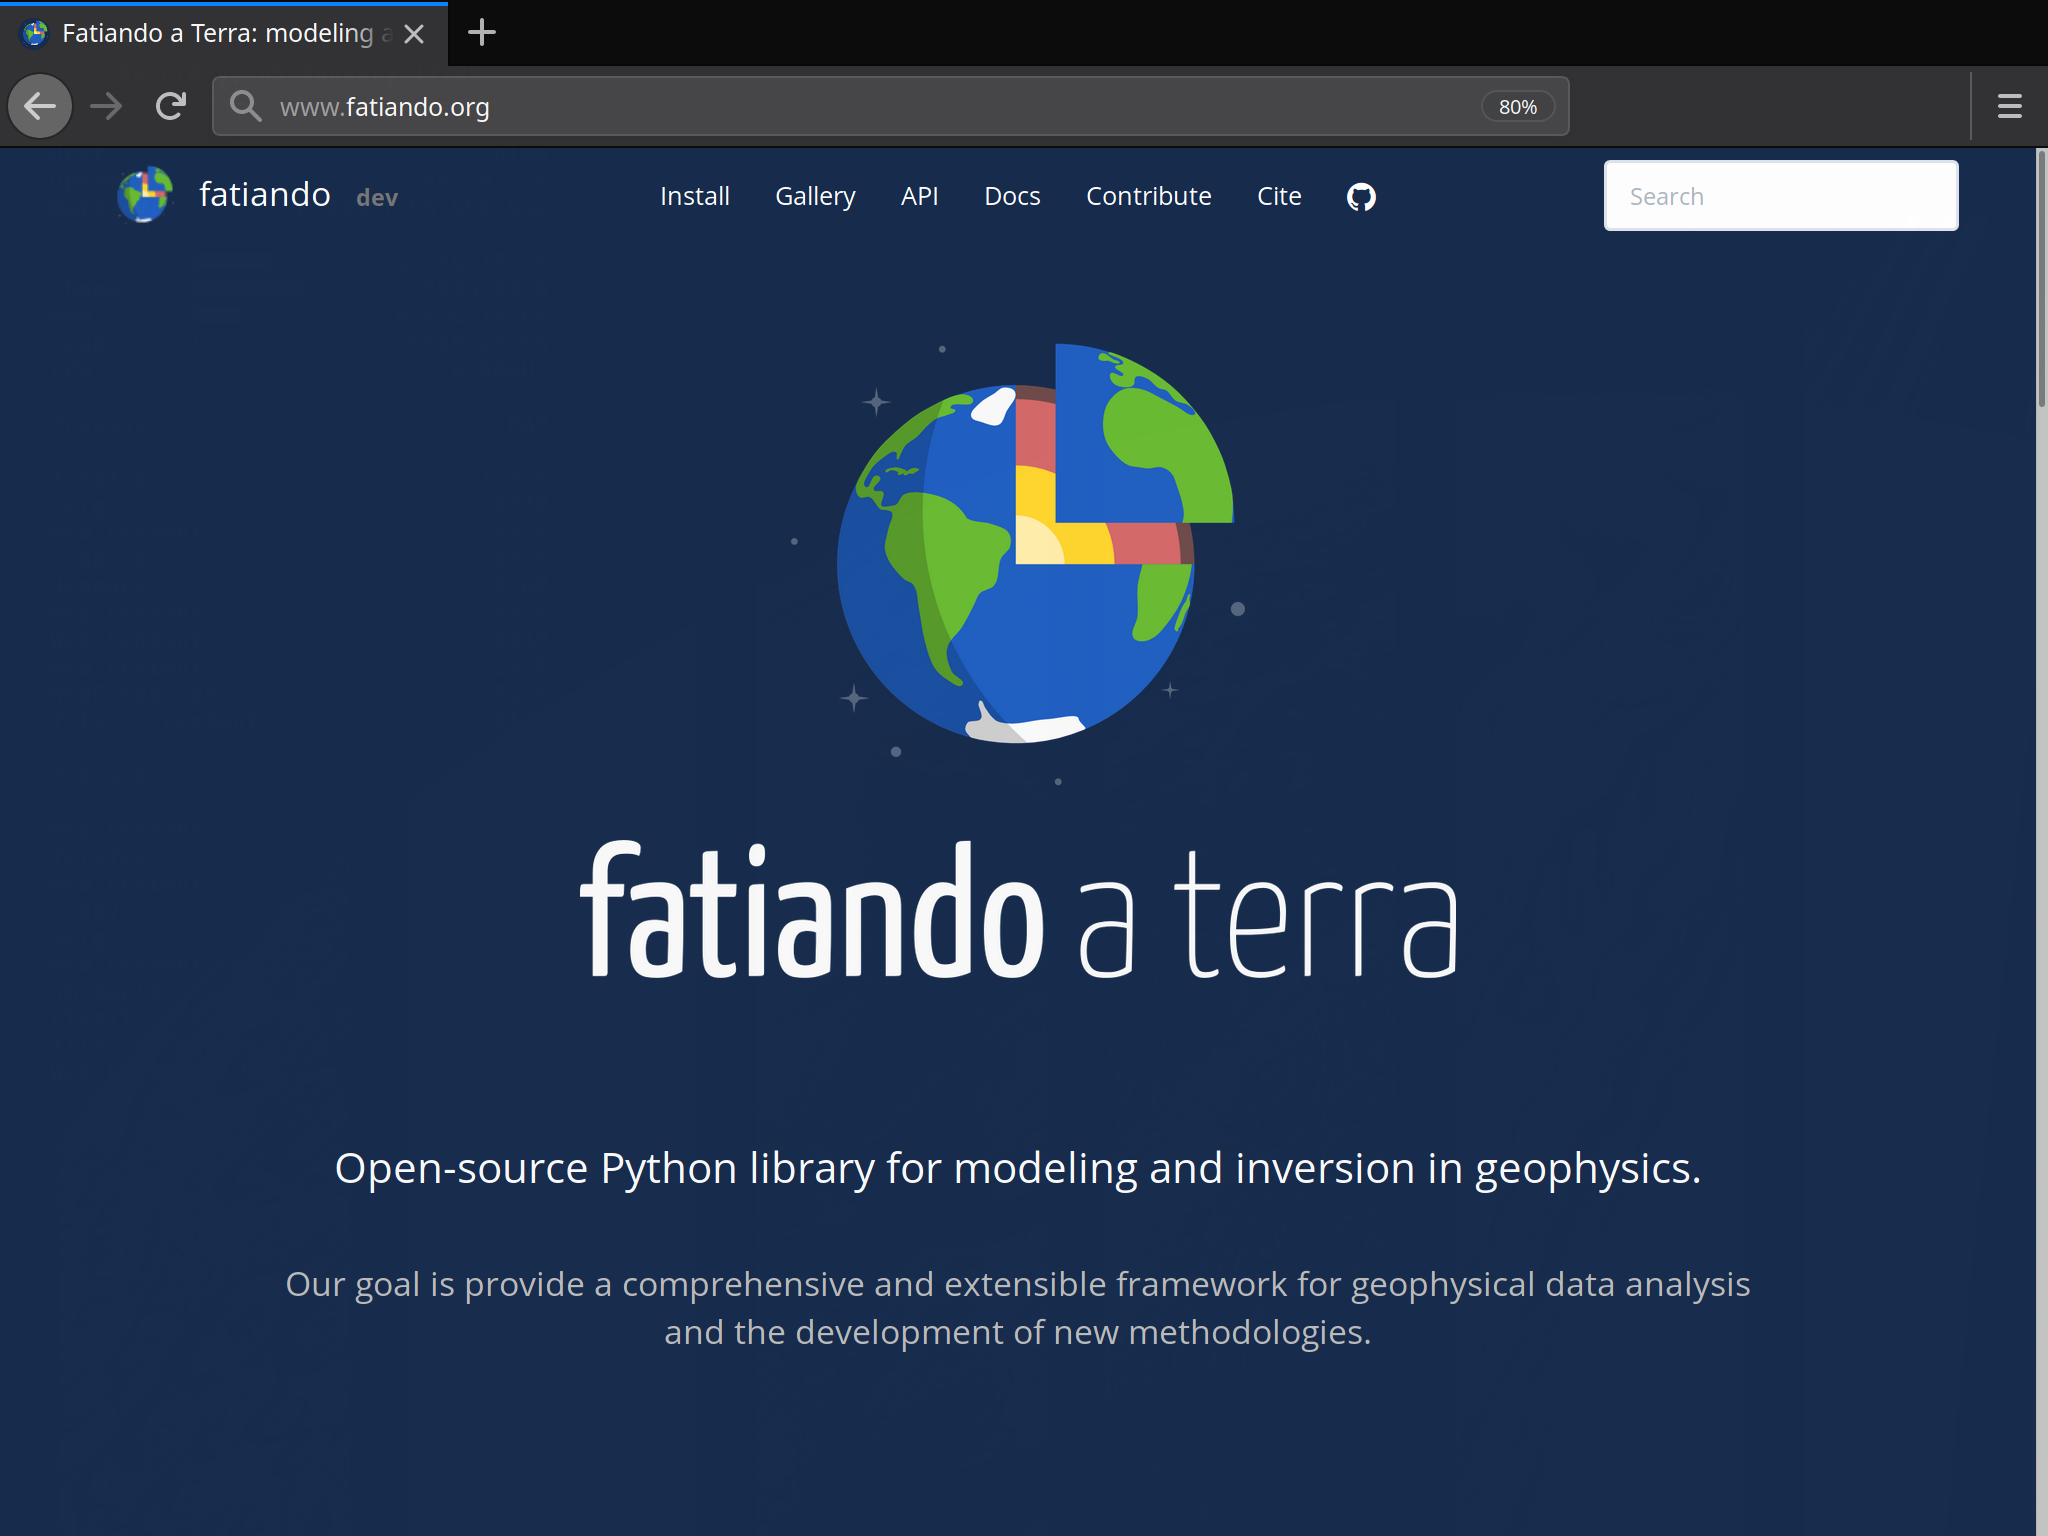 Fatiando a Terra: modeling a
www.fatiando.org
80%
fatiando dev
Install Gallery API Docs Contribute Cite
Search
fatiando a terra
Open-source Python library for modeling and inversion in geophysics.
Our goal is provide a comprehensive and extensible framework for geophysical data analysis
and the development of new methodologies.